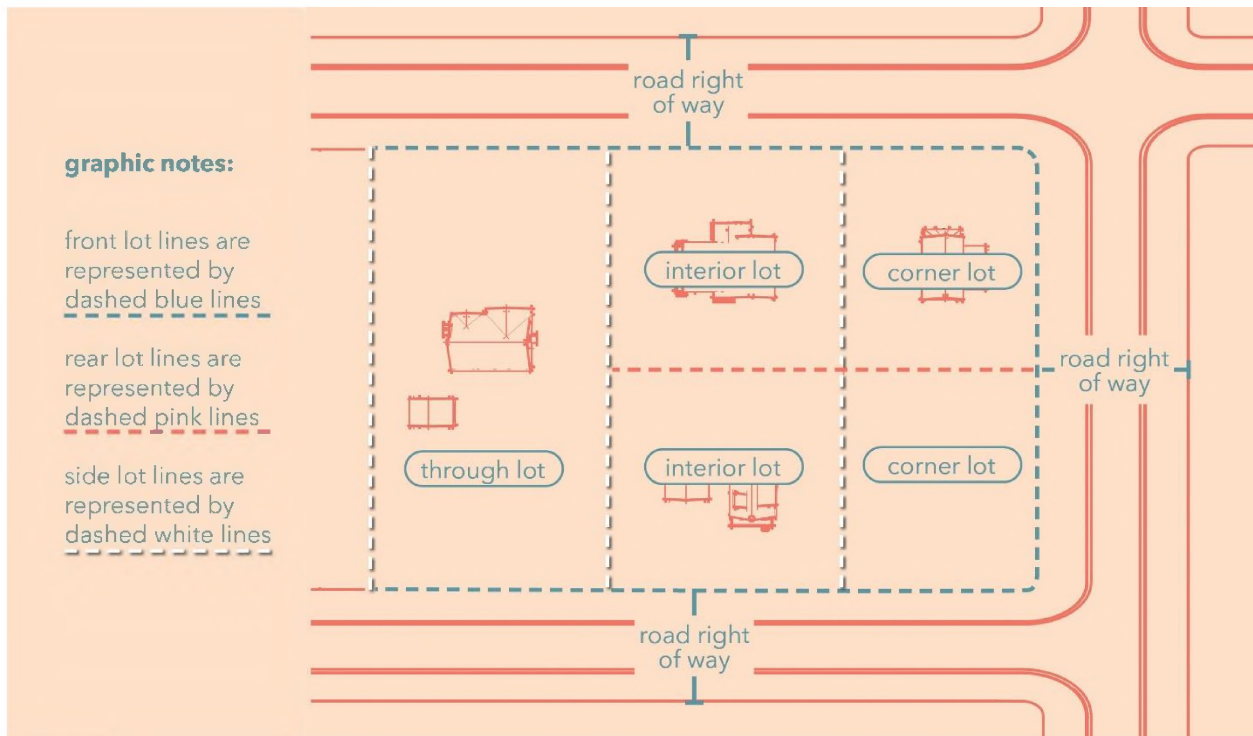 graphic notes:
front lot lines are
represented by
dashed blue lines
rear lot lines are
represented by
dashed pink lines
side lot lines are
represented by
dashed white lines
road right
of way
interior lot
corner lot
road right
of way
through lot
interior lot
corner lot
road right
of way